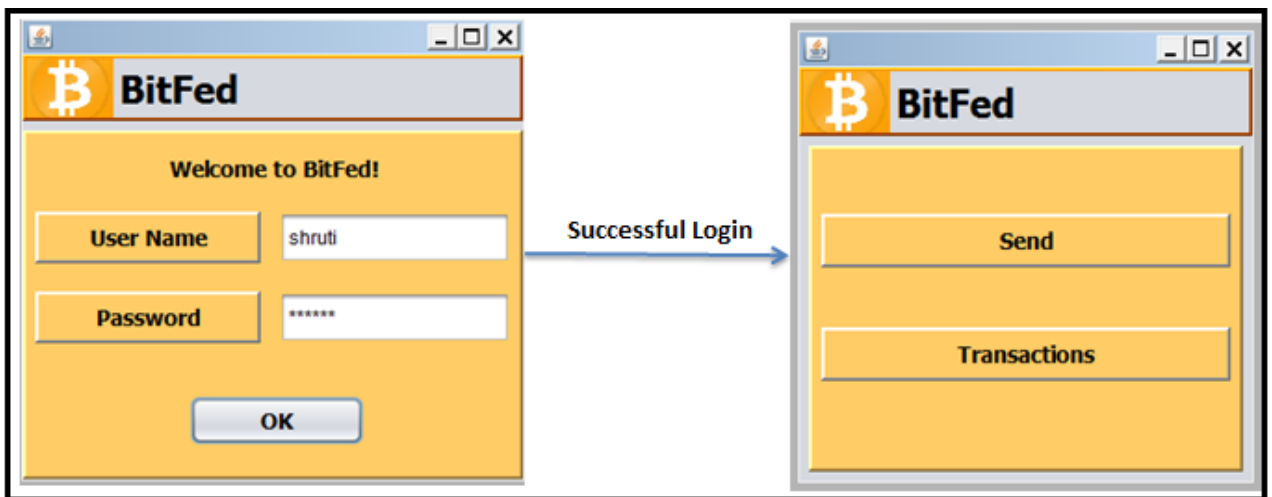 BitFed
Welcome to BitFed!
User Name
shruti
Password
******
OK
Successful Login
BitFed
Send
Transactions